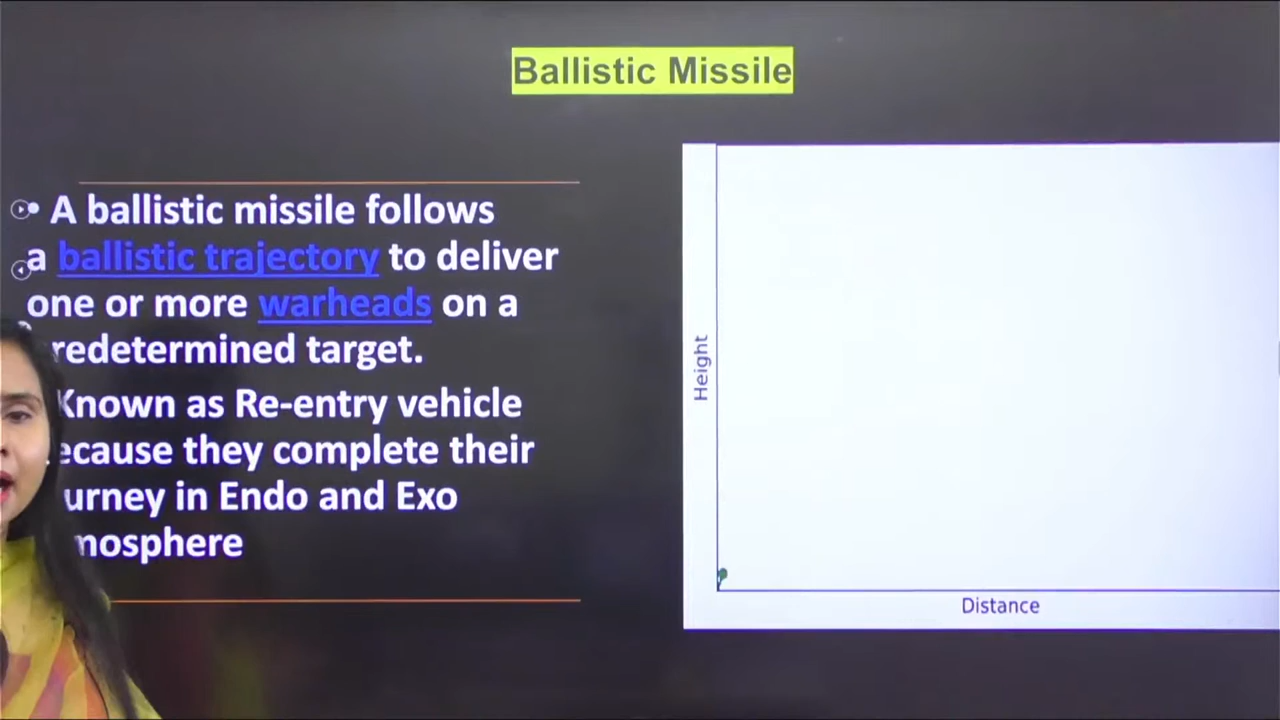 Ballistic Missile
• A ballistic missile follows
a ballistic trajectory to deliver
one or more warheads on a
redetermined target.
Known as Re-entry vehicle
ecause they complete their
urney in Endo and Exo
mosphere
Height
Distance